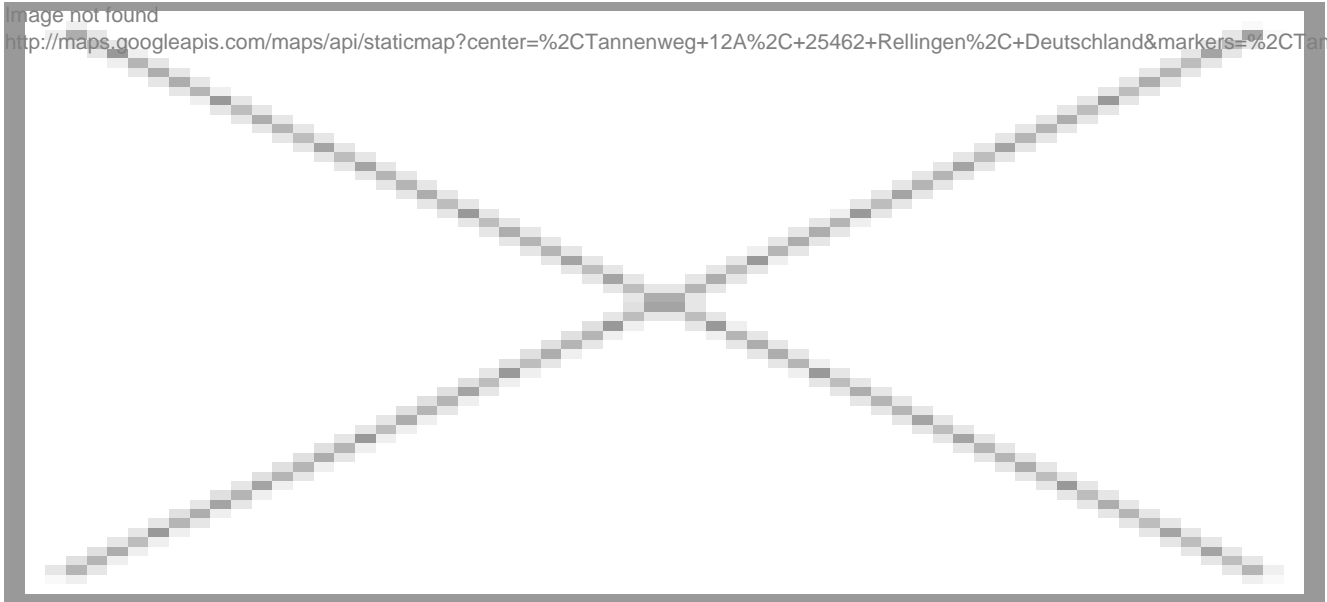 Image not found
http://maps.googleapis.com/maps/api/staticmap?center=%2CTannenweg+12A%2C+25462+Rellingen%2C+Deutschland&markers=%2CTan